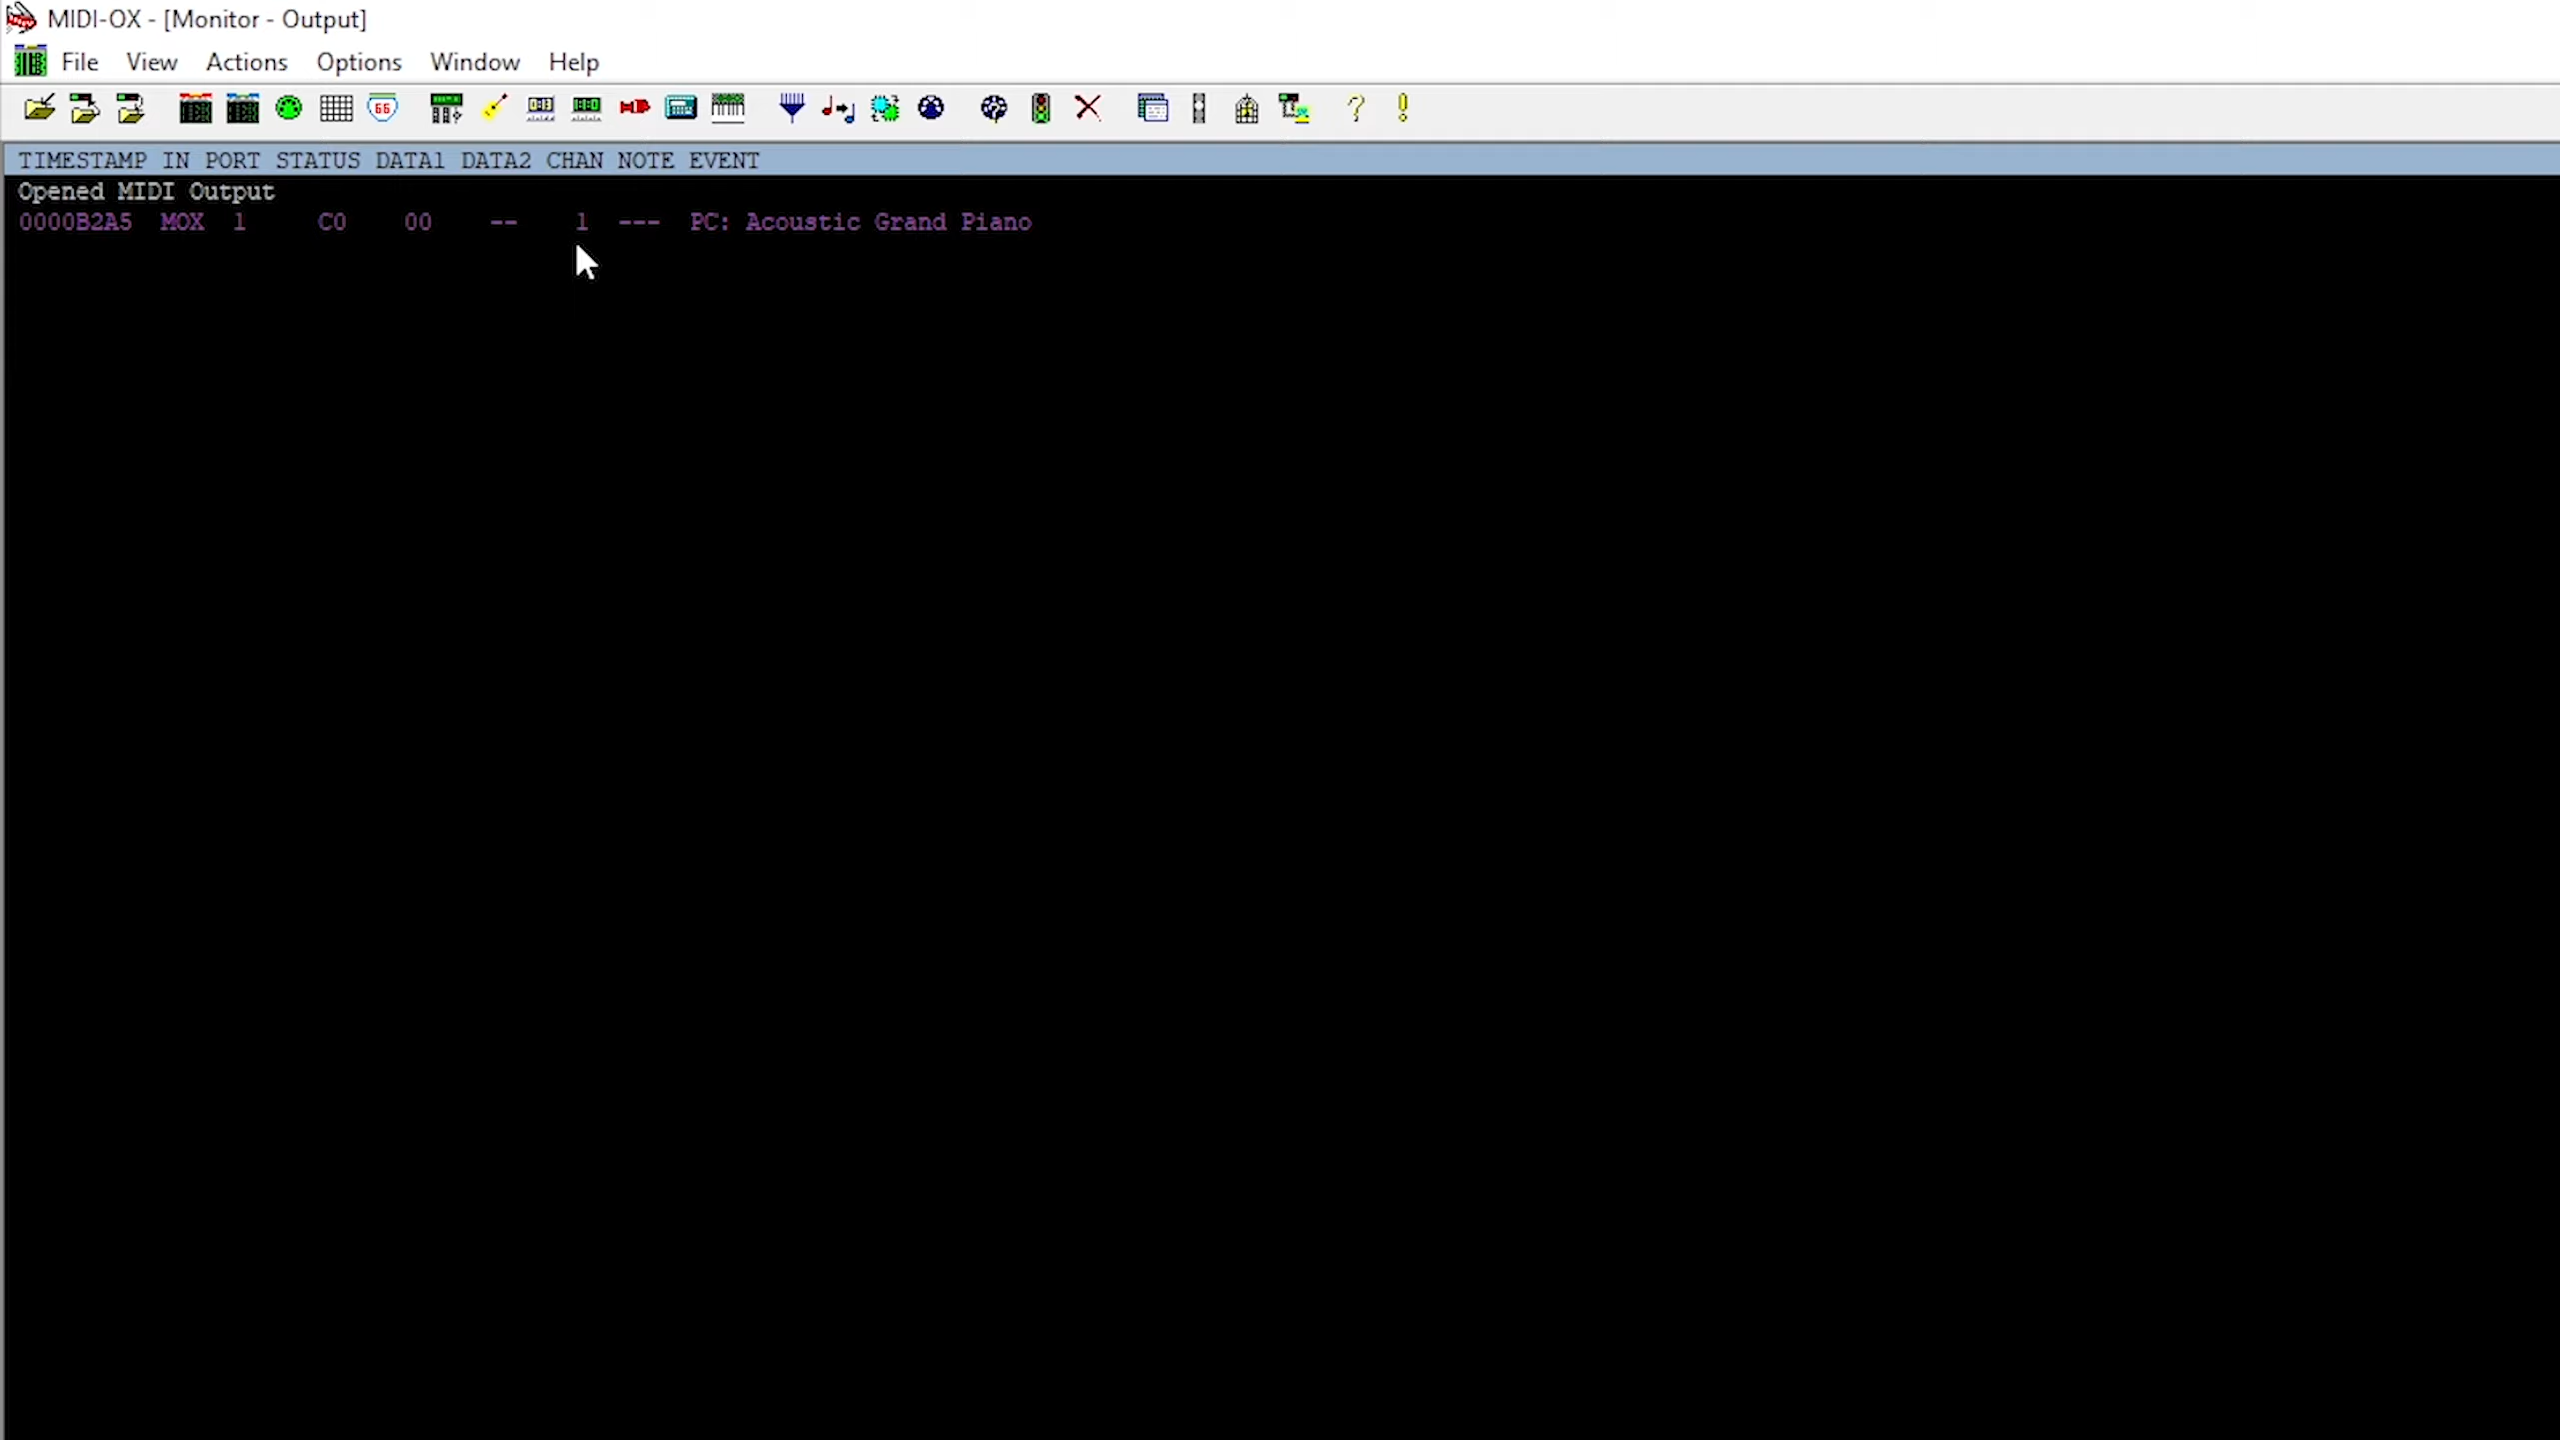 MIDI-OX - [Monitor - Output]
File View Actions Options Window Help
66
TIMESTAMP IN PORT STATUS DATA1 DATA2 CHAN NOTE EVENT
Opened MIDI Output
0000B2A5 MOX 1 C0 00 -- 1 --- PC: Acoustic Grand Piano